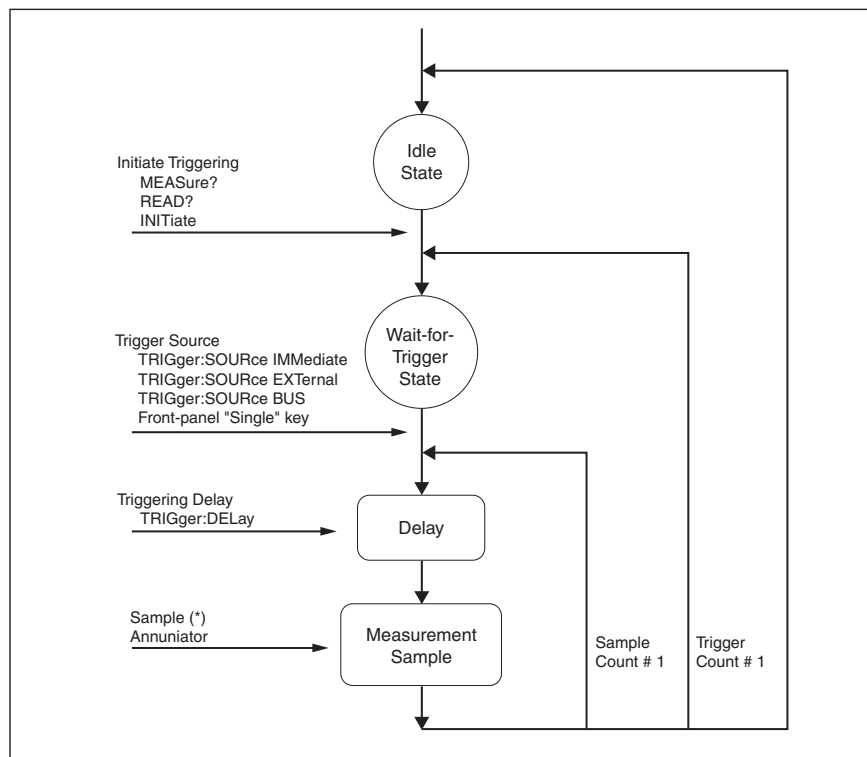 Idle
State
Initiate Triggering
MEASure?
READ?
INITiate
Wait-for-
Trigger
State
Trigger Source
TRIGger:SOURce IMMediate
TRIGger:SOURce EXTernal
TRIGger:SOURce BUS
Front-panel "Single" key
Triggering Delay
TRIGger:DELay
Delay
Sample (*)
Annuniator
Measurement
Sample
Sample
Count # 1
Trigger
Count # 1